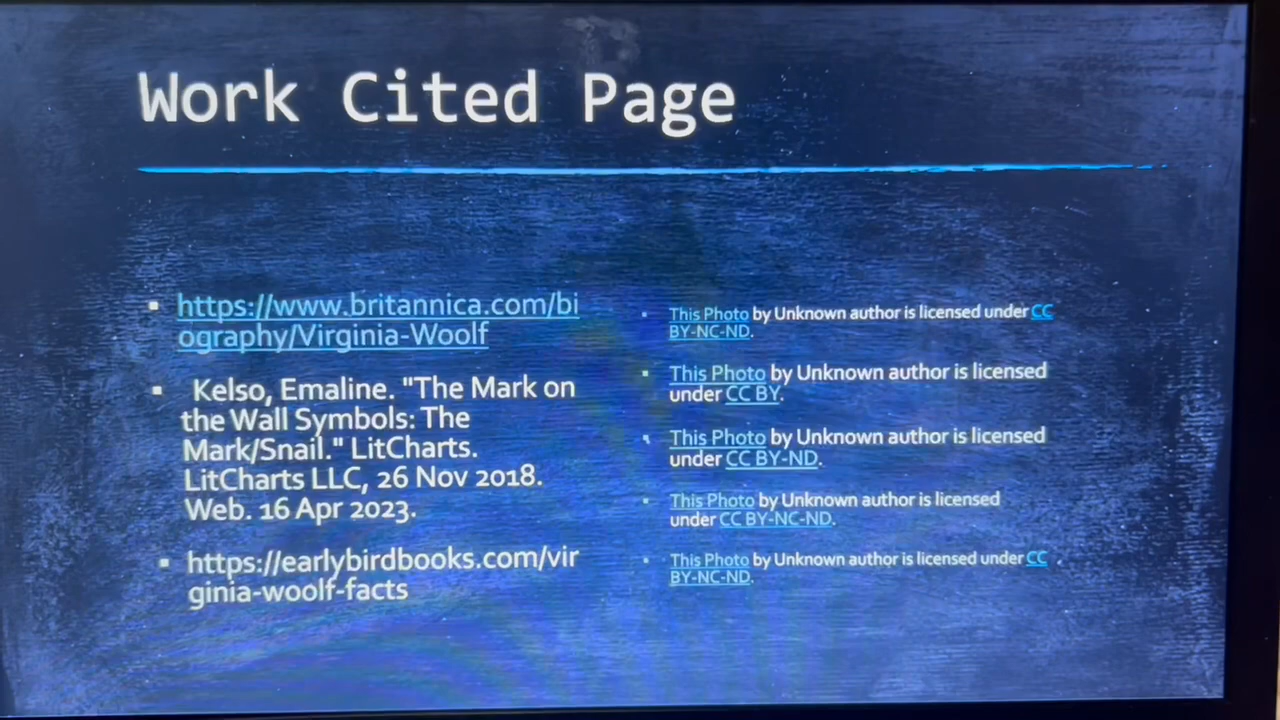 Work Cited Page
https://www.britannica.com/bi
ography/Virginia-Woolf
Kelso, Emaline. "The Mark on
the Wall Symbols: The
Mark/Snail." LitCharts.
LitCharts LLC, 26 Nov 2018.
Web. 16 Apr 2023.
https://earlybirdbooks.com/vir
ginia-woolf-facts
This Photo by Unknown author is licensed under CC
BY-NC-ND.
This Photo by Unknown author is licensed
under CC BY.
This Photo by Unknown author is licensed
under CC BY-ND.
This Photo by Unknown author is licensed
under CC BY-NC-ND.
This Photo by Unknown author is licensed under CC
BY-NC-ND.